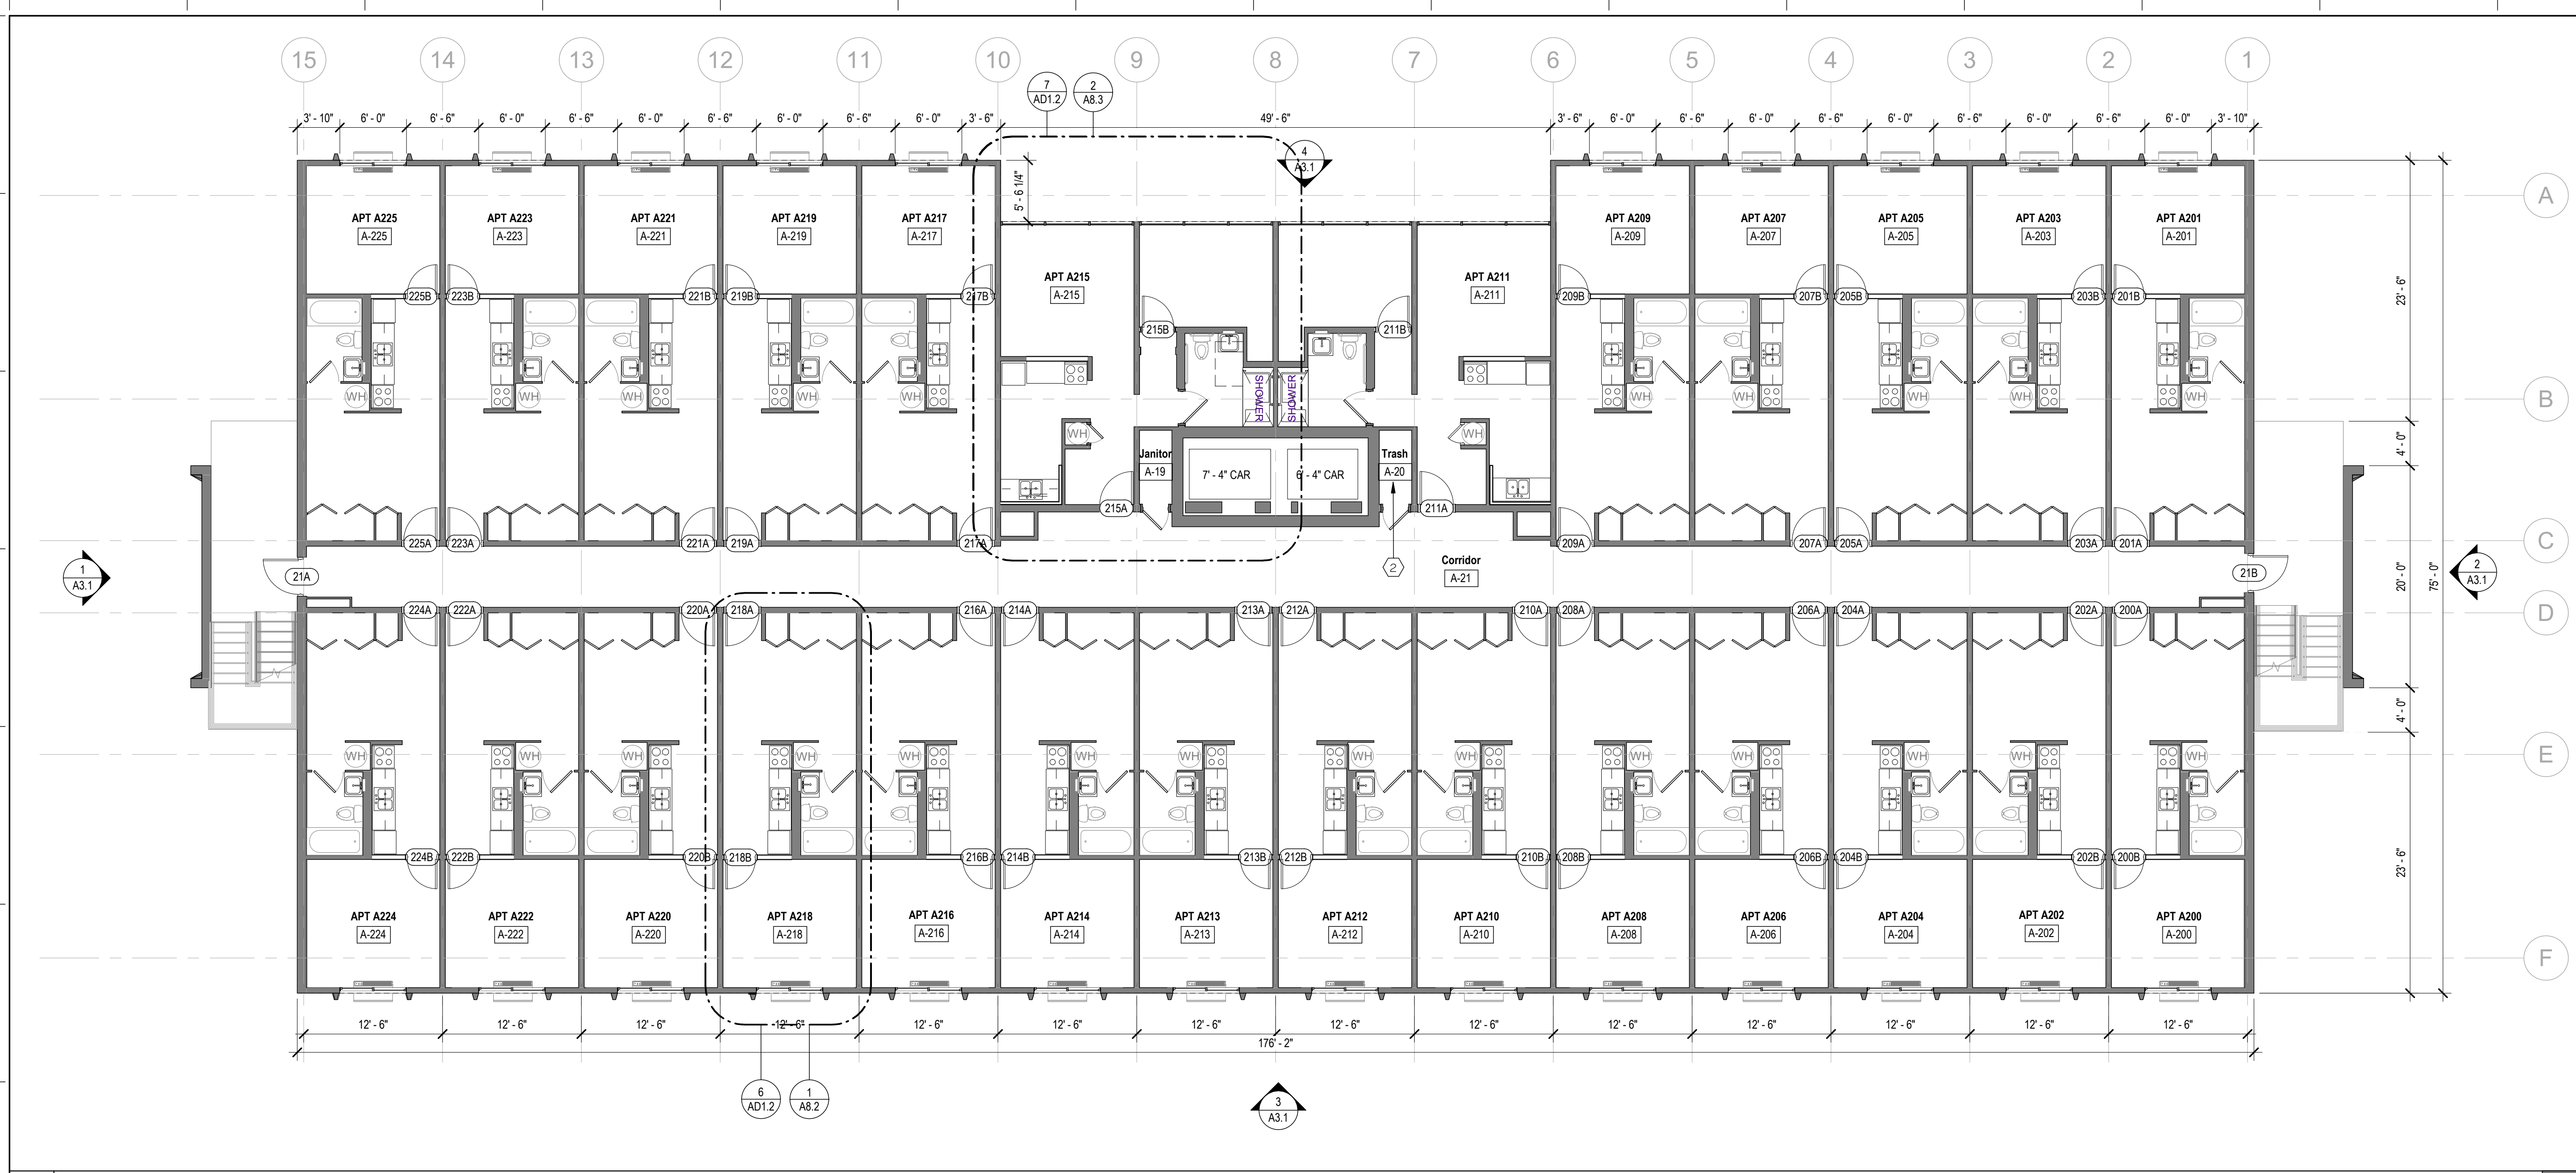 15 14 13 12 11 10 9 8 7 6 5 4 3 2 1
7
AD1.2
2
A8.3
3' - 10" 6' - 0" 6' - 6" 6' - 0" 6' - 6" 6' - 0" 6' - 6" 6' - 0" 6' - 6" 6' - 0" 3' - 6" 49' - 6" 3' - 6" 6' - 0" 6' - 6" 6' - 0" 6' - 6" 6' - 0" 6' - 6" 6' - 0" 6' - 6" 6' - 0" 3' - 10"
4
A3.1
5' - 6 1/4"
A
APT A225 APT A223 APT A221 APT A219 APT A217 APT A209 APT A207 APT A205 APT A203 APT A201
A-225 A-223 A-221 A-219 A-217 A-209 A-207 A-205 A-203 A-201
APT A215 APT A211
A-215 A-211
225B 223B 221B 219B 217B 209B 207B 205B 203B 201B
23' - 6"
215B 211B
WH WH WH WH WH SHOWER SHOWER WH WH WH WH WH
B
WH WH
4' - 0"
Janitor Trash
A-19 7' - 4" CAR 6' - 4" CAR A-20
215A 211A
225A 223A 221A 219A 217A 209A 207A 205A 203A 201A
C
Corridor
A-21
2
1
A3.1
21A 21B
2
A3.1
20' - 0"
75' - 0"
224A 222A 220A 218A 216A 214A 213A 212A 210A 208A 206A 204A 202A 200A
D
4' - 0"
WH WH WH WH WH WH WH WH WH WH WH WH WH WH
E
224B 222B 220B 218B 216B 214B 213B 212B 210B 208B 206B 204B 202B 200B
23' - 6"
APT A224 APT A222 APT A220 APT A218 APT A216 APT A214 APT A213 APT A212 APT A210 APT A208 APT A206 APT A204 APT A202 APT A200
A-224 A-222 A-220 A-218 A-216 A-214 A-213 A-212 A-210 A-208 A-206 A-204 A-202 A-200
F
12' - 6" 12' - 6" 12' - 6" 12' - 6" 12' - 6" 12' - 6" 12' - 6" 12' - 6" 12' - 6" 12' - 6" 12' - 6" 12' - 6" 12' - 6" 12' - 6"
176' - 2"
6
AD1.2
1
A8.2
3
A3.1